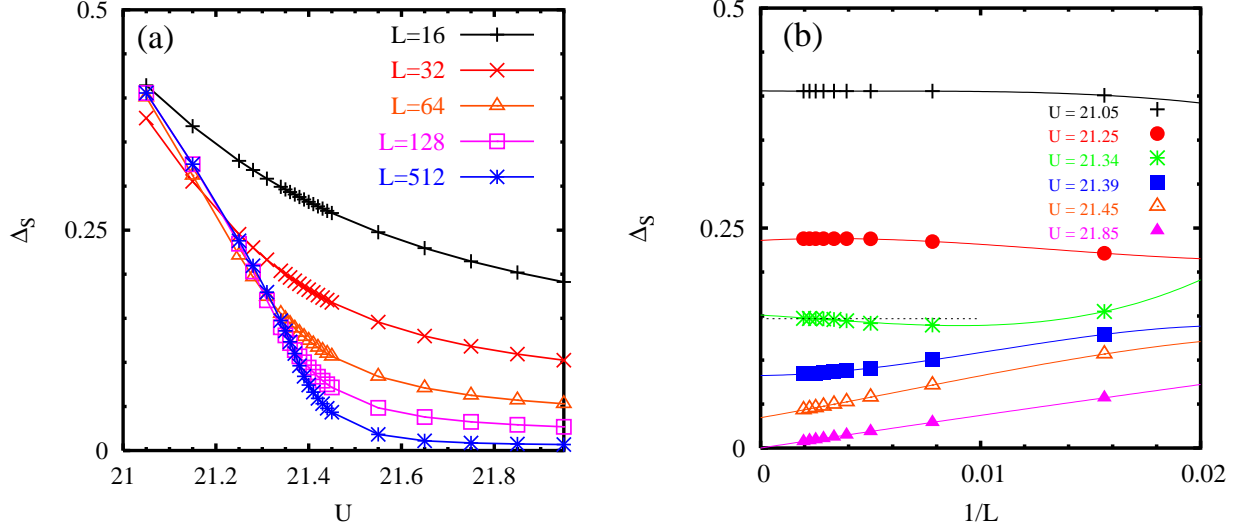 (a)
Δs
0.5
0.25
0
L=16
L=32
L=64
L=128
L=512
21 21.2 21.4 21.6 21.8
U
(b)
Δs
0.5
0.25
0
U = 21.05
U = 21.25
U = 21.34
U = 21.39
U = 21.45
U = 21.85
0 0.01 0.02
1/L